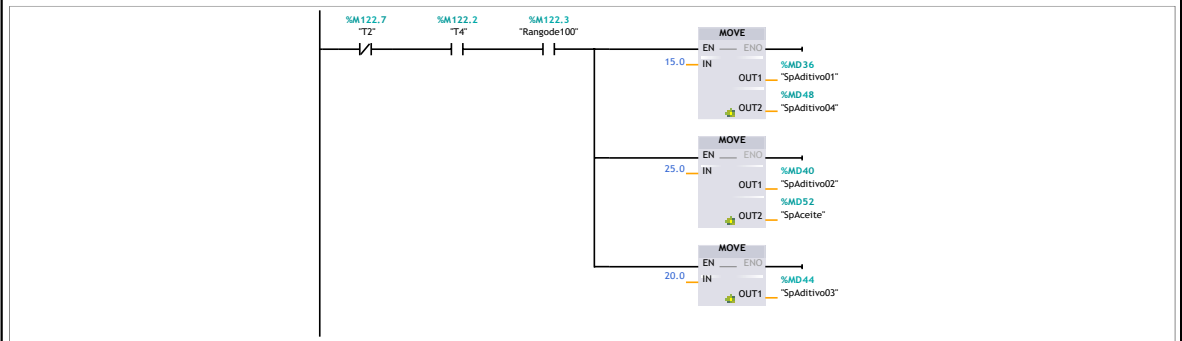 %M122.7 %M122.2 %M122.3
"T2" "T4" "Rangode100"
MOVE
EN ENO
15.0 IN
%MD36
OUT1 "SpAditivo01"
%MD48
OUT2 "SpAditivo04"
MOVE
EN ENO
25.0 IN
%MD40
OUT1 "SpAditivo02"
%MD52
OUT2 "SpAceite"
MOVE
EN ENO
20.0 IN
%MD44
OUT1 "SpAditivo03"